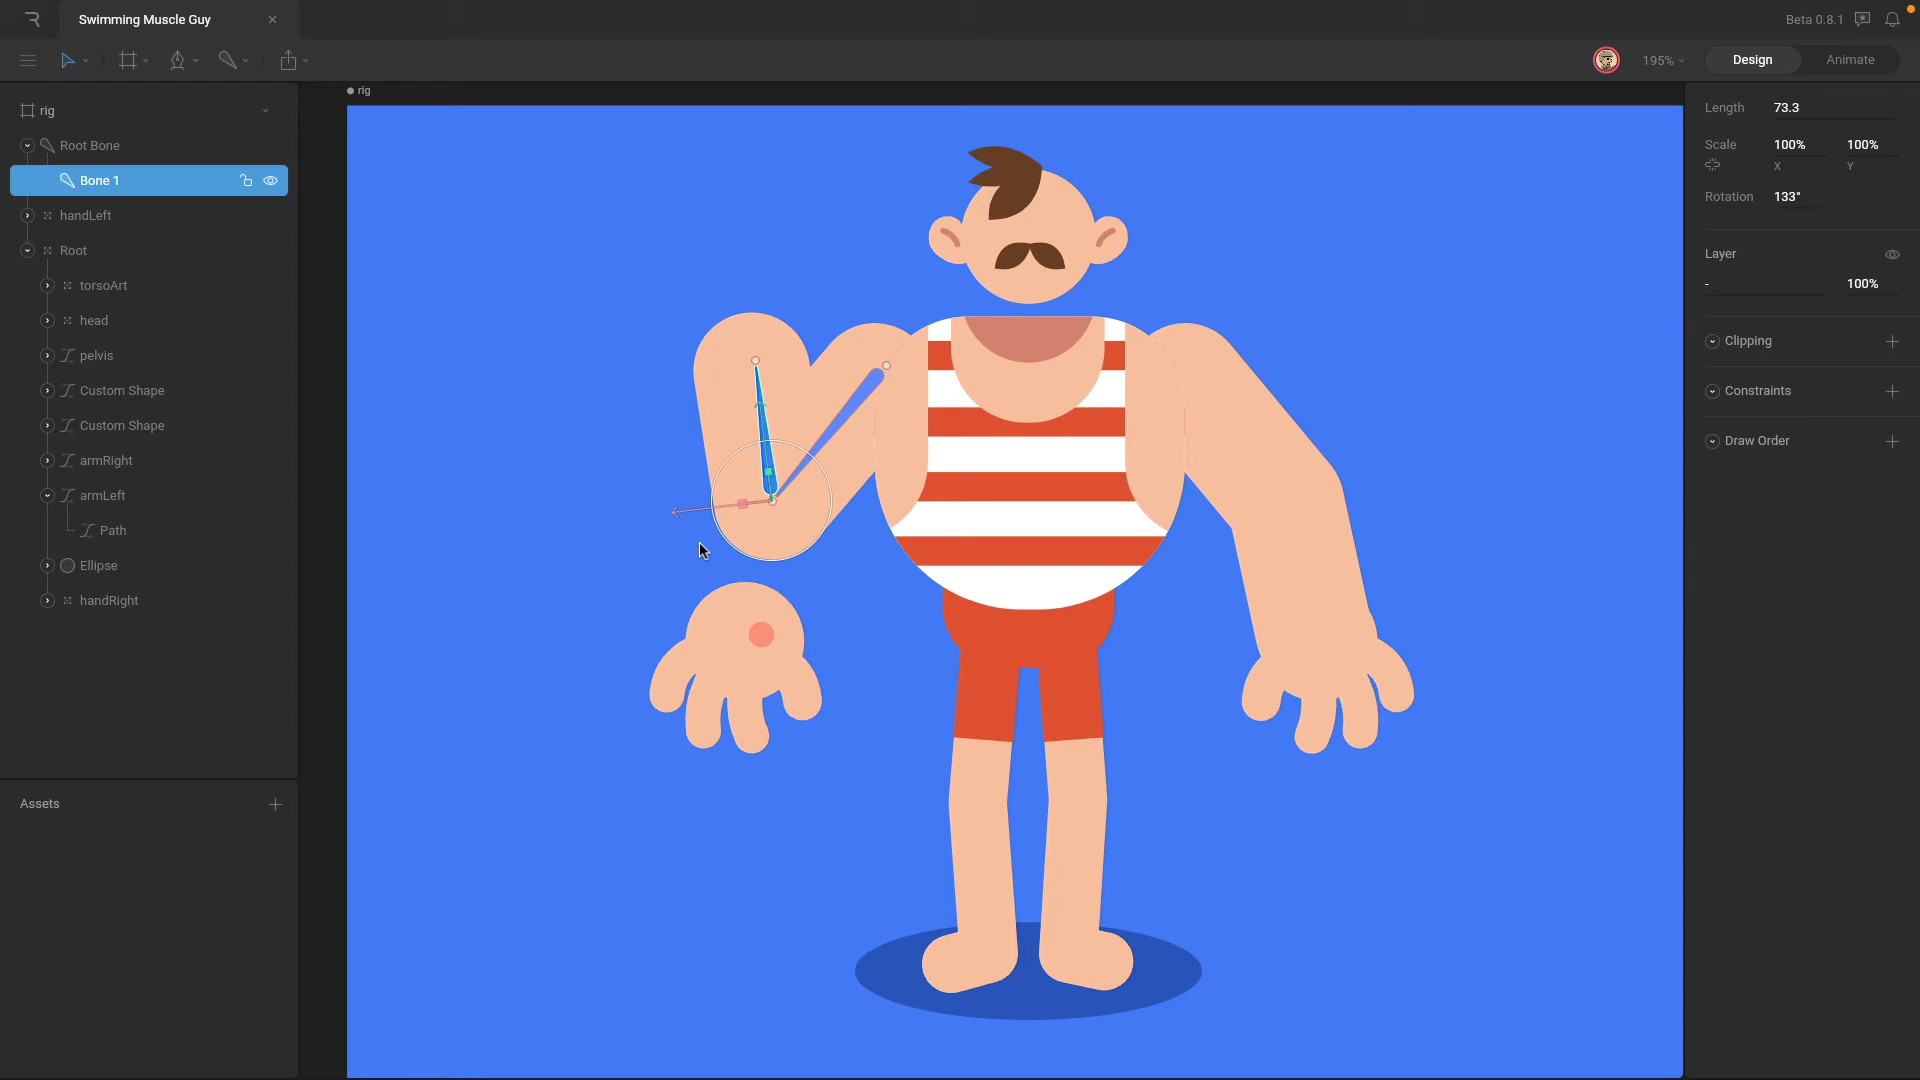 Swimming Muscle Guy
Beta 0.8.1
195%
Design
Animate
rig
Root Bone
Bone 1
handLeft
Root
torsoArt
head
pelvis
Custom Shape
Custom Shape
armRight
armLeft
Path
Ellipse
handRight
Assets
rig
Length 73.3
Scale 100% 100%
X Y
Rotation 133°
Layer
- 100%
Clipping
Constraints
Draw Order